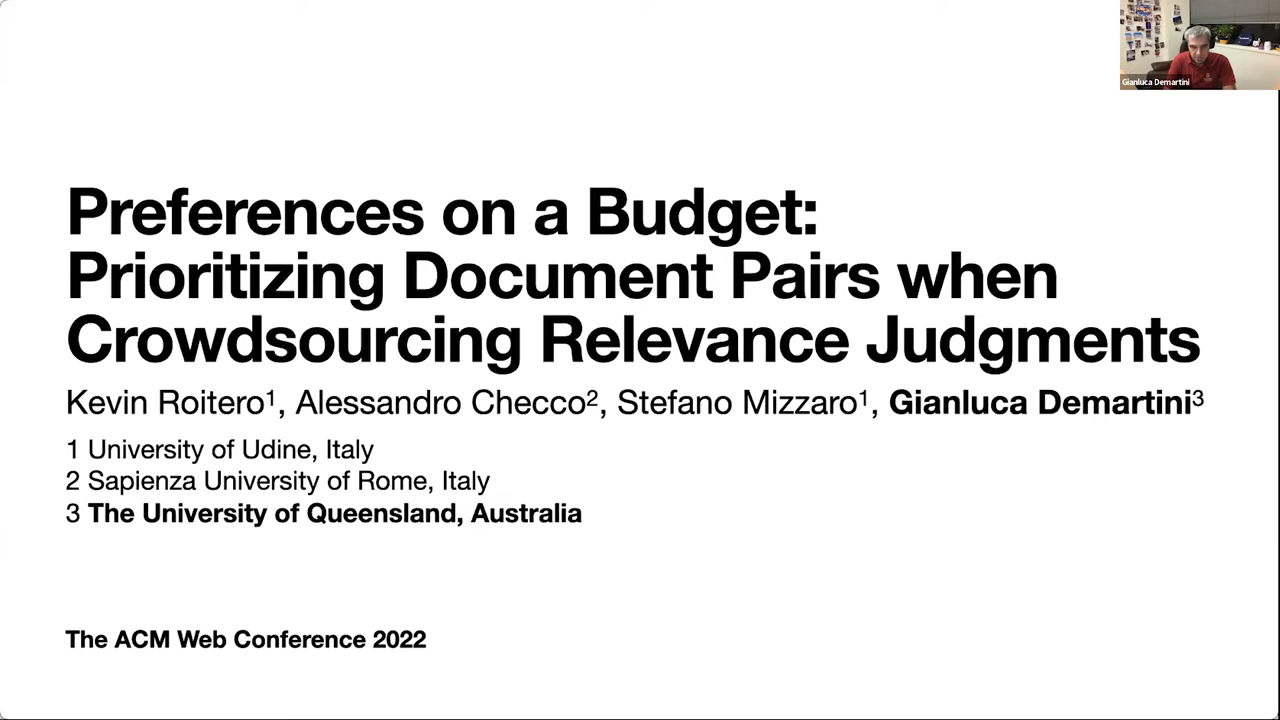 Gianluca Demartini
Preferences on a Budget:
Prioritizing Document Pairs when
Crowdsourcing Relevance Judgments
Kevin Roitero¹, Alessandro Checco², Stefano Mizzaro¹, Gianluca Demartini³
1 University of Udine, Italy
2 Sapienza University of Rome, Italy
3 The University of Queensland, Australia
The ACM Web Conference 2022